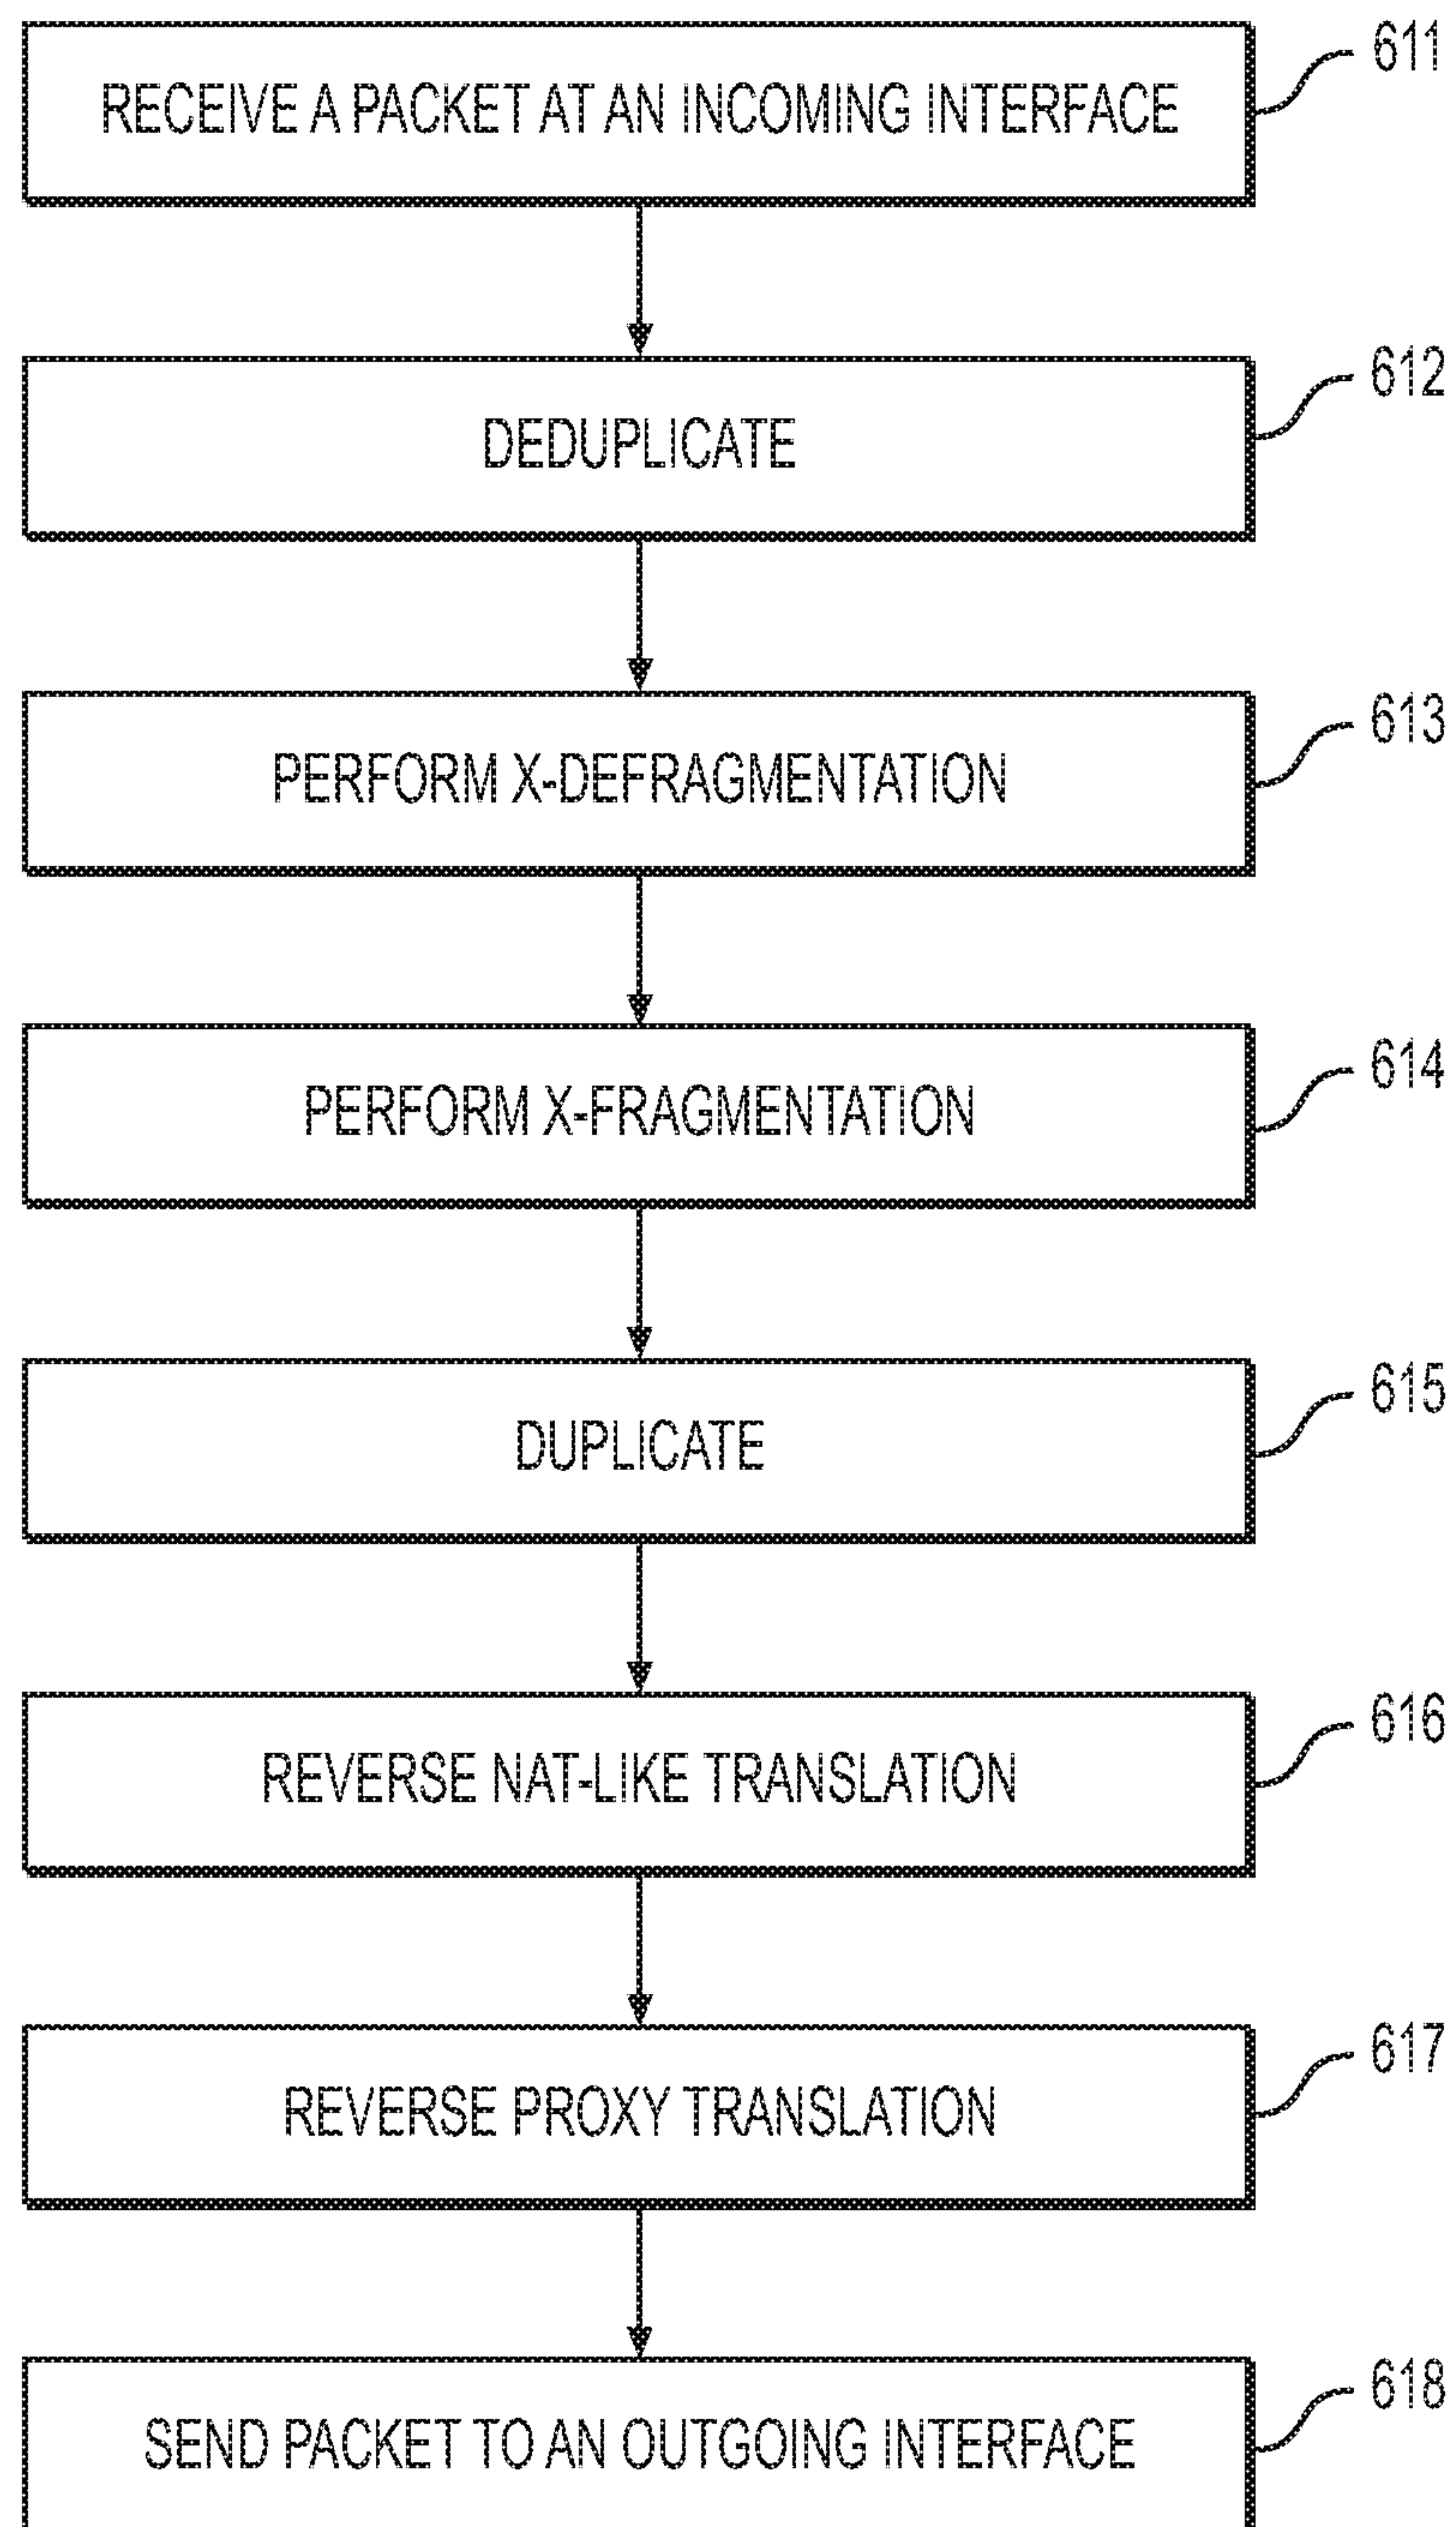 RECEIVE A PACKET AT AN INCOMING INTERFACE
611
DEDUPLICATE
612
PERFORM X-DEFRAGMENTATION
613
PERFORM X-FRAGMENTATION
614
DUPLICATE
615
REVERSE NAT-LIKE TRANSLATION
616
REVERSE PROXY TRANSLATION
617
SEND PACKET TO AN OUTGOING INTERFACE
618